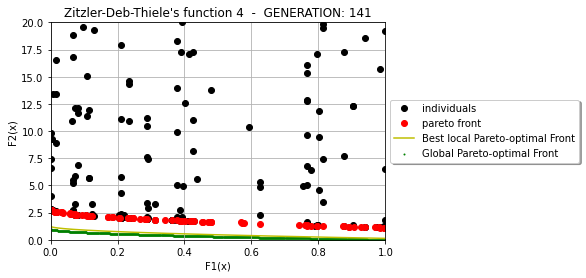 Zitzler-Deb-Thiele's function 4 - GENERATION: 141
20.0
17.5
15.0
12.5
10.0
7.5
5.0
2.5
0.0
F2(x)
0.0 0.2 0.4 0.6 0.8 1.0
F1(x)
individuals
pareto front
Best local Pareto-optimal Front
Global Pareto-optimal Front